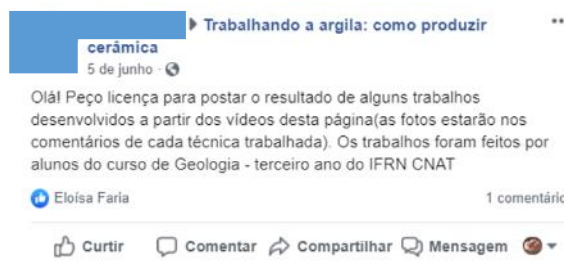 Trabalhando a argila: como produzir
cerâmica
5 de junho ·
Olá! Peço licença para postar o resultado de alguns trabalhos
desenvolvidos a partir dos vídeos desta página(as fotos estarão nos
comentários de cada técnica trabalhada). Os trabalhos foram feitos por
alunos do curso de Geologia - terceiro ano do IFRN CNAT
Eloísa Faria 1 comentário
Curtir Comentar Compartilhar Mensagem